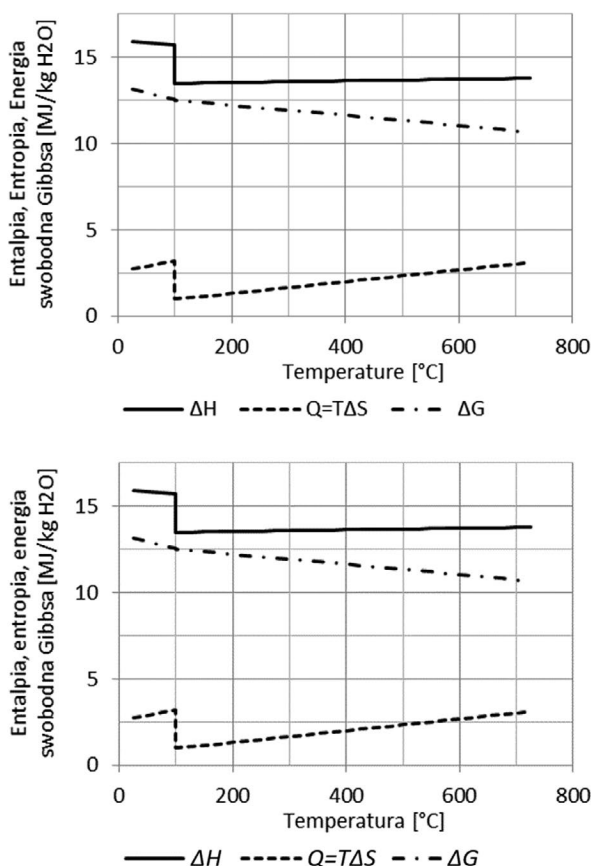 Entalpia, Entropia, Energia
swobodna Gibbsa [MJ/kg H2O]
15
10
5
0
0 200 400 600 800
Temperature [°C]
ΔH Q=TΔS ΔG
Entalpia, entropia, energia
swobodna Gibbsa [MJ/kg H2O]
15
10
5
0
0 200 400 600 800
Temperatura [°C]
ΔH Q=TΔS ΔG